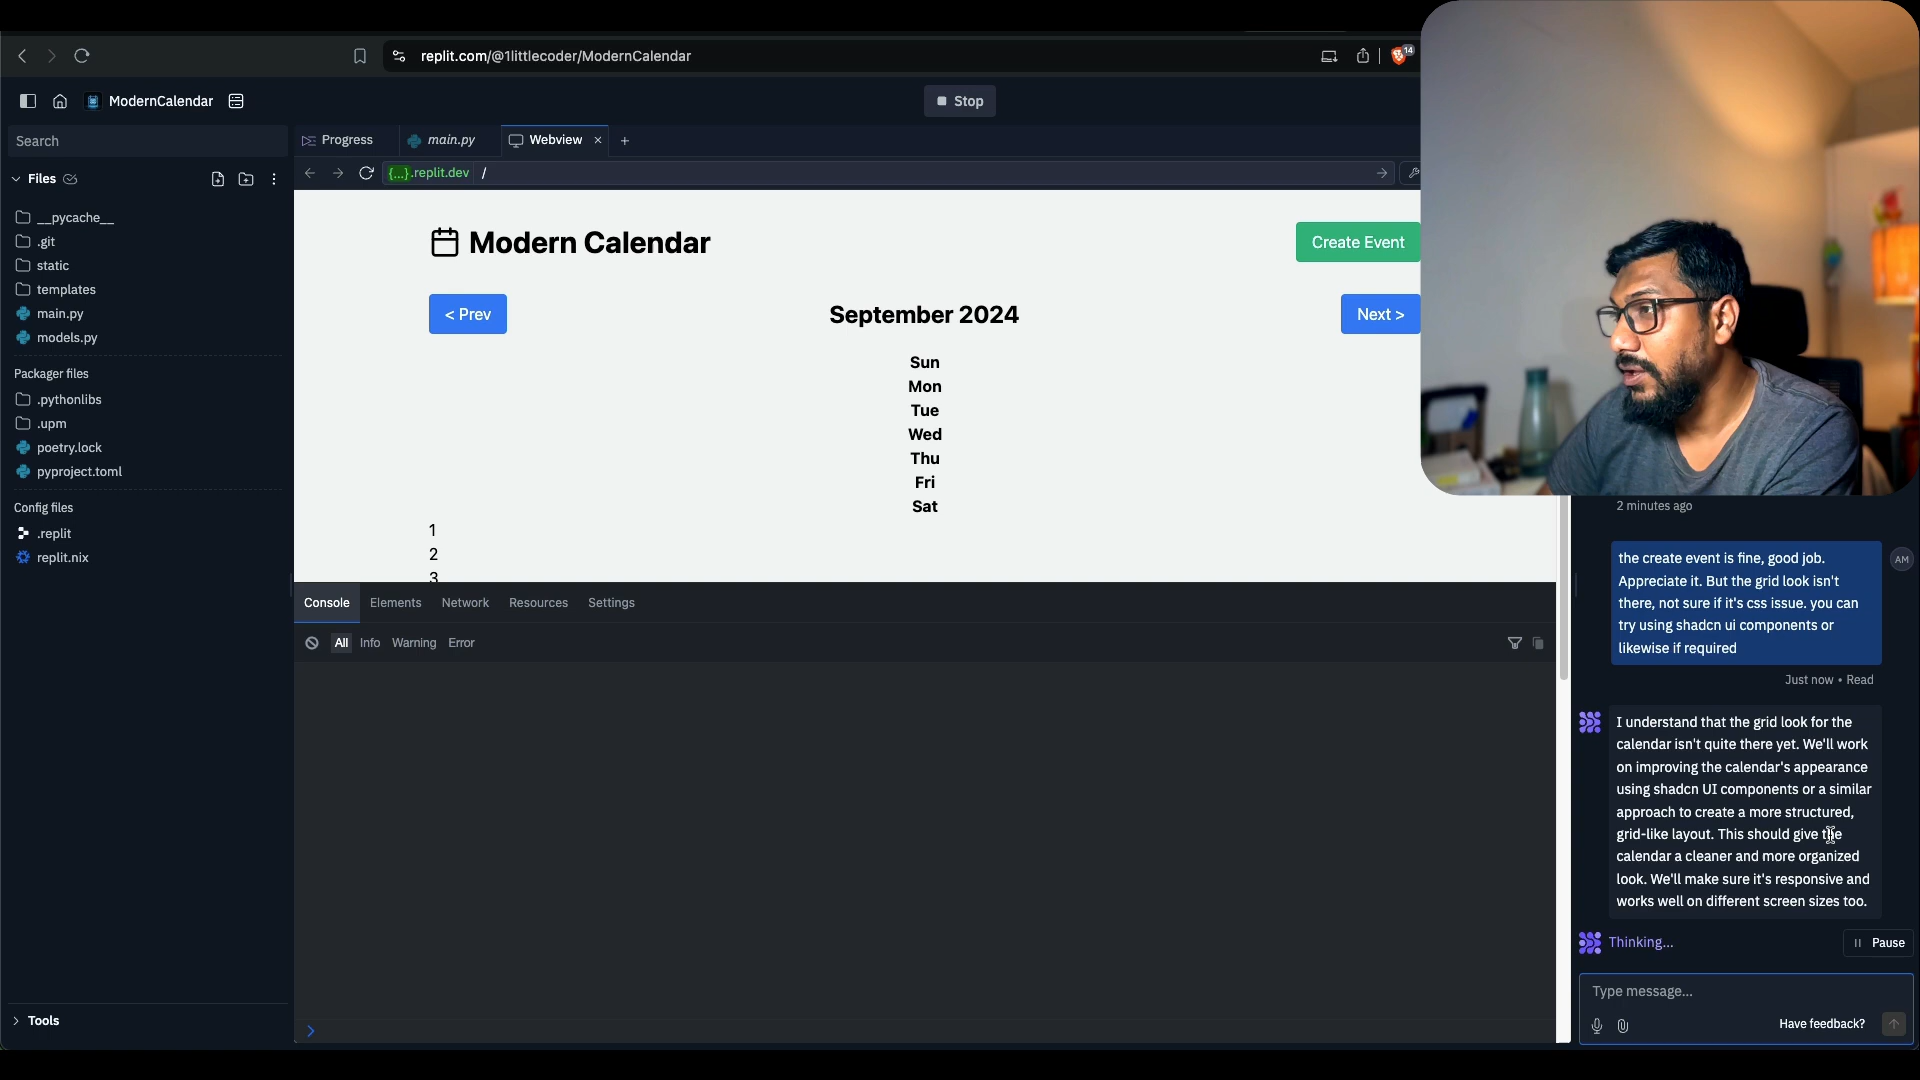 replit.com/@1littlecoder/ModernCalendar
14
ModernCalendar
Stop
Search
Progress
main.py
Webview
{...}.replit.dev
/
Files
__pycache__
.git
static
templates
main.py
models.py
Packager files
.pythonlibs
.upm
poetry.lock
pyproject.toml
Config files
.replit
replit.nix
Tools
Modern Calendar
Create Event
< Prev
September 2024
Next >
Sun
Mon
Tue
Wed
Thu
Fri
Sat
1
2
3
Console
Elements
Network
Resources
Settings
All
Info
Warning
Error
2 minutes ago
the create event is fine, good job.
Appreciate it. But the grid look isn't
there, not sure if it's css issue. you can
try using shadcn ui components or
likewise if required
AM
Just now • Read
I understand that the grid look for the
calendar isn't quite there yet. We'll work
on improving the calendar's appearance
using shadcn UI components or a similar
approach to create a more structured,
grid-like layout. This should give the
calendar a cleaner and more organized
look. We'll make sure it's responsive and
works well on different screen sizes too.
Thinking...
Pause
Type message...
Have feedback?